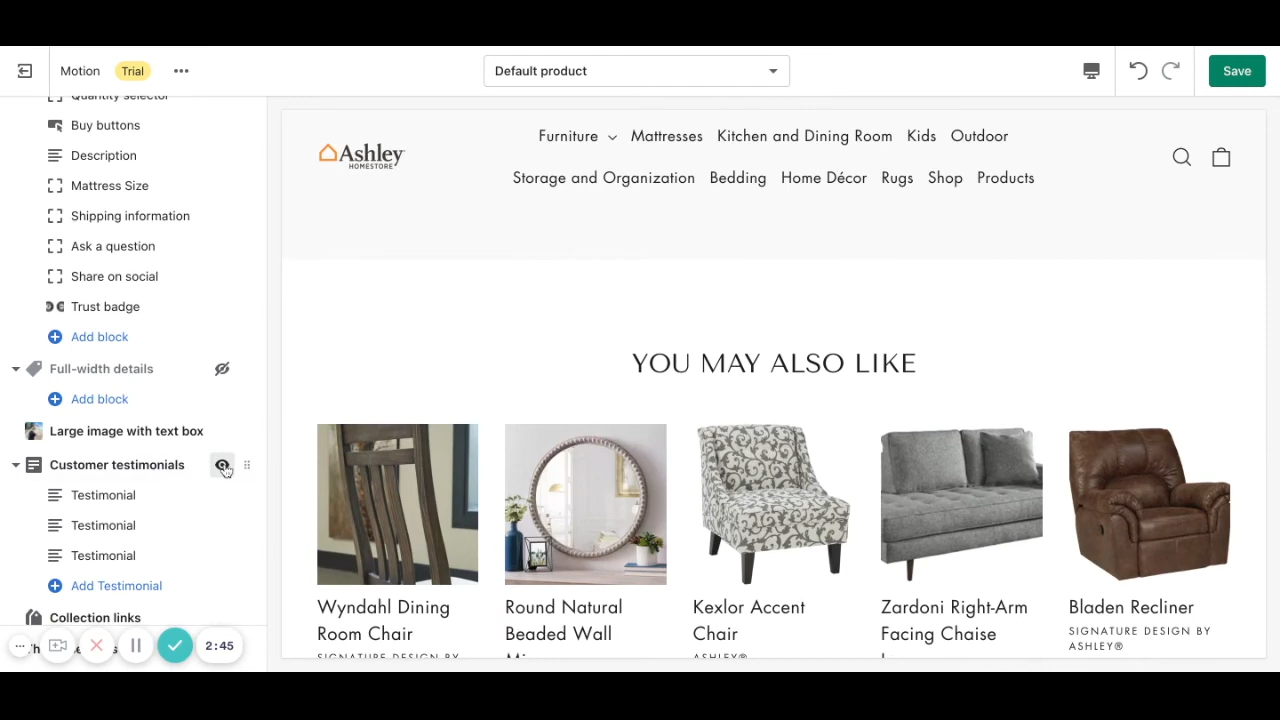 Motion Trial
Default product
Save
Quantity selector
Buy buttons
Description
Mattress Size
Shipping information
Ask a question
Share on social
Trust badge
Add block
Full-width details
Add block
Large image with text box
Customer testimonials
Testimonial
Testimonial
Testimonial
Add Testimonial
Collection links
2:45
Ashley
HOMESTORE
Furniture Mattresses Kitchen and Dining Room Kids Outdoor
Storage and Organization Bedding Home Décor Rugs Shop Products
YOU MAY ALSO LIKE
Wyndahl Dining
Room Chair
SIGNATURE DESIGN BY
Round Natural
Beaded Wall
Kexlor Accent
Chair
ASHLEY®
Zardoni Right-Arm
Facing Chaise
Bladen Recliner
SIGNATURE DESIGN BY
ASHLEY®